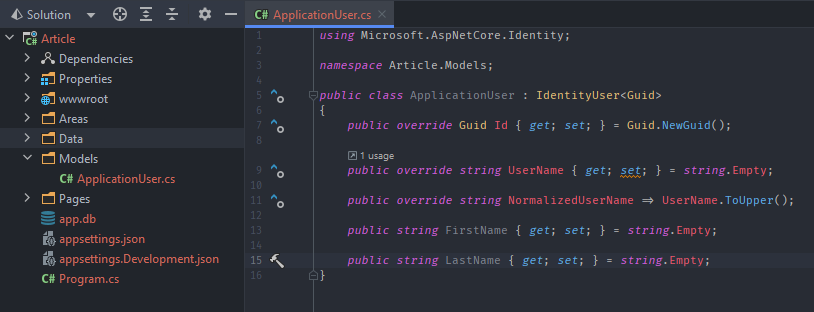 Solution
ApplicationUser.cs
Article
Dependencies
Properties
wwwroot
Areas
Data
Models
ApplicationUser.cs
Pages
app.db
appsettings.json
appsettings.Development.json
Program.cs
1 using Microsoft.AspNetCore.Identity;
2
3 namespace Article.Models;
4
5 public class ApplicationUser : IdentityUser<Guid>
6 {
7 public override Guid Id { get; set; } = Guid.NewGuid();
8
1 usage
9 public override string UserName { get; set; } = string.Empty;
10
11 public override string NormalizedUserName => UserName.ToUpper();
12
13 public string FirstName { get; set; } = string.Empty;
14
15 public string LastName { get; set; } = string.Empty;
16 }